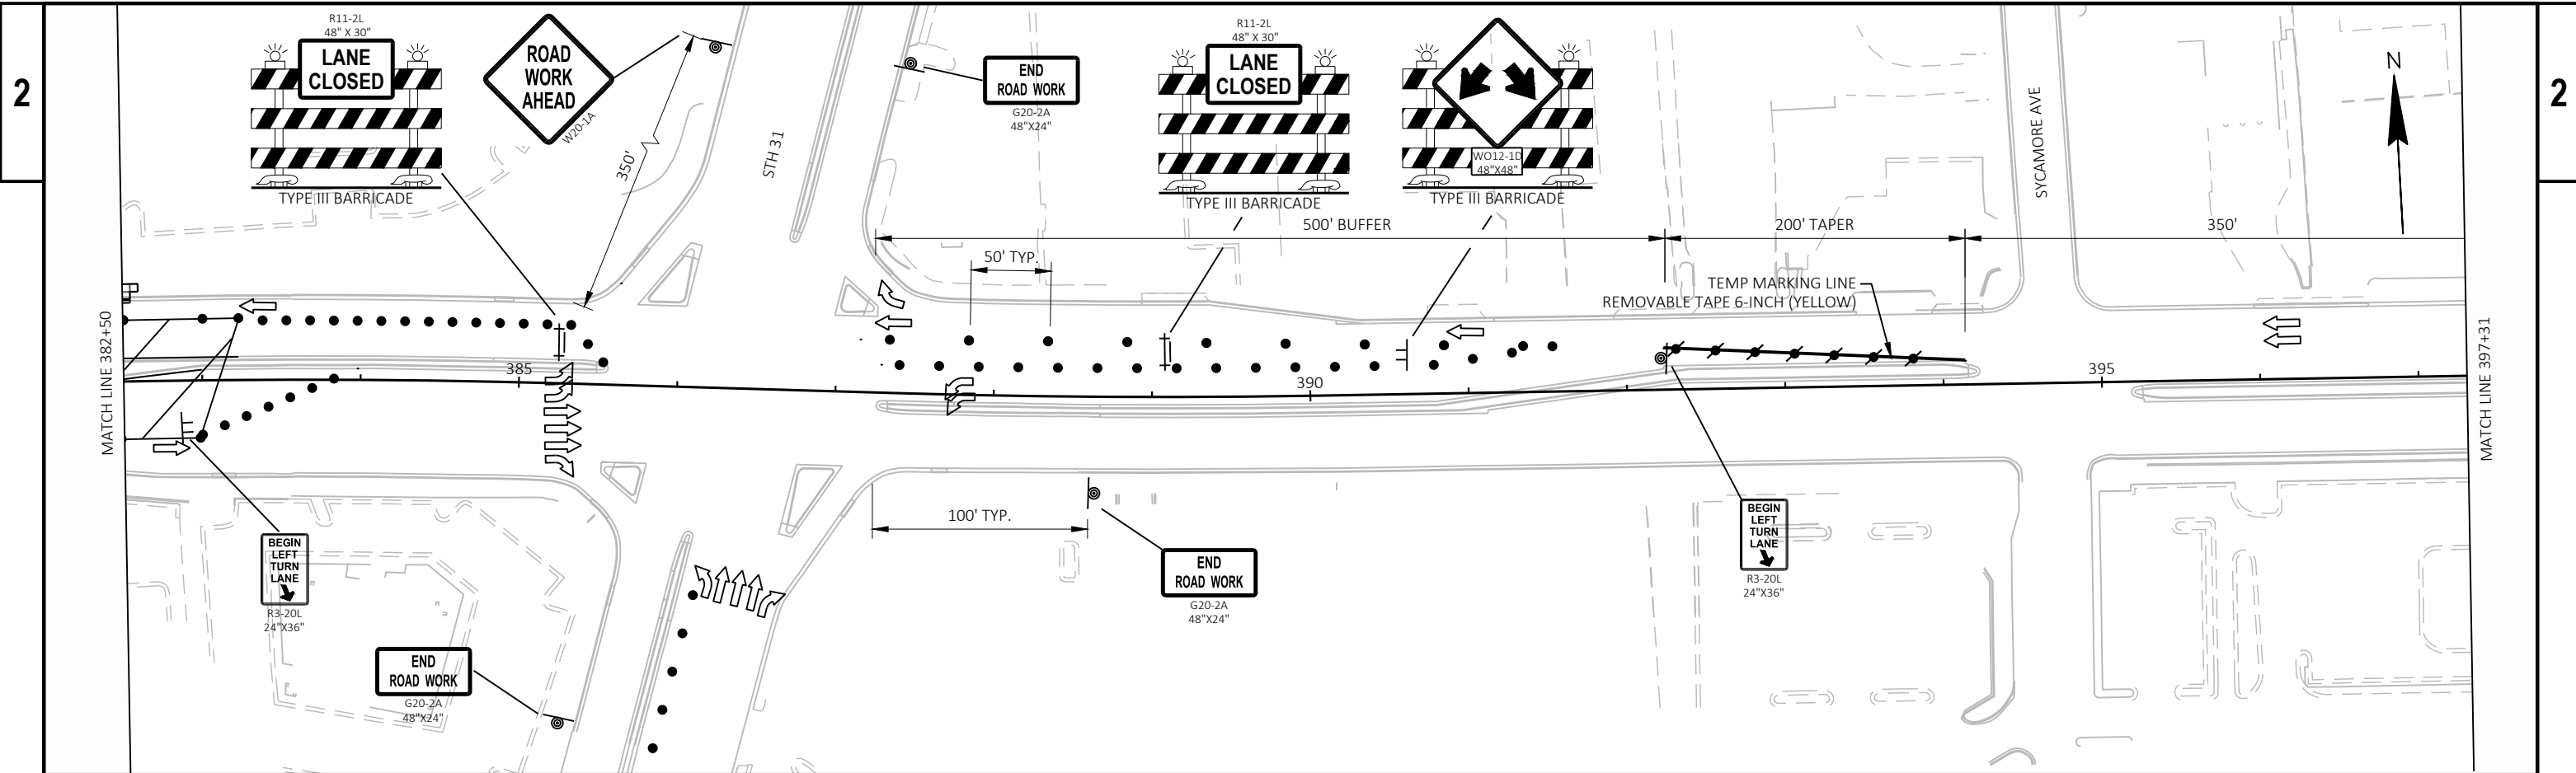 2
2
R11-2L
48" X 30"
LANE
CLOSED
TYPE III BARRICADE
ROAD
WORK
AHEAD
W20-1A
350'
STH 31
END
ROAD WORK
G20-2A
48"X24"
R11-2L
48" X 30"
LANE
CLOSED
TYPE III BARRICADE
WO12-1D
48"X48"
TYPE III BARRICADE
SYCAMORE AVE
N
500' BUFFER
200' TAPER
350'
50' TYP.
TEMP MARKING LINE
REMOVABLE TAPE 6-INCH (YELLOW)
MATCH LINE 382+50
385
390
395
MATCH LINE 397+31
100' TYP.
BEGIN
LEFT
TURN
LANE
R3-20L
24"X36"
END
ROAD WORK
G20-2A
48"X24"
END
ROAD WORK
G20-2A
48"X24"
BEGIN
LEFT
TURN
LANE
R3-20L
24"X36"